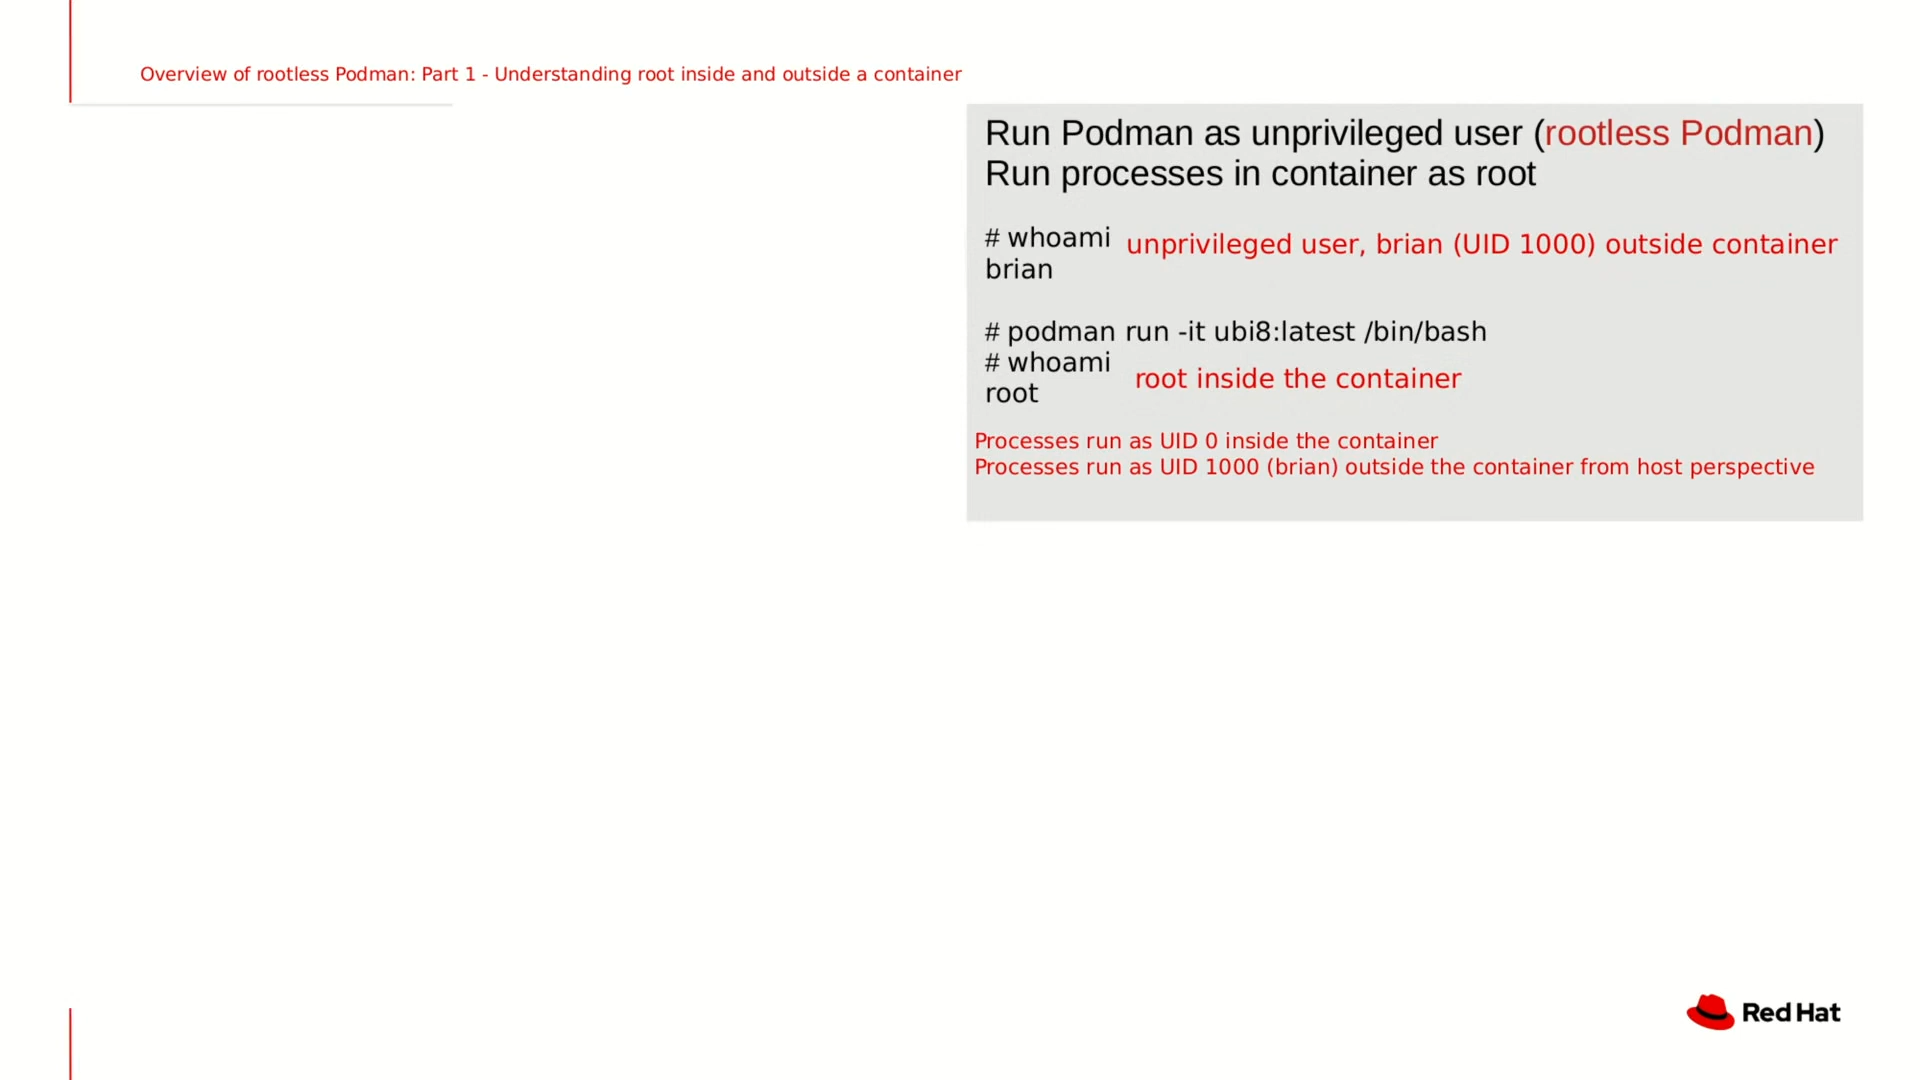 Overview of rootless Podman: Part 1 - Understanding root inside and outside a container
Run Podman as unprivileged user (rootless Podman)
Run processes in container as root
# whoami unprivileged user, brian (UID 1000) outside container
brian
# podman run -it ubi8:latest /bin/bash
# whoami
root inside the container
root
Processes run as UID 0 inside the container
Processes run as UID 1000 (brian) outside the container from host perspective
Red Hat